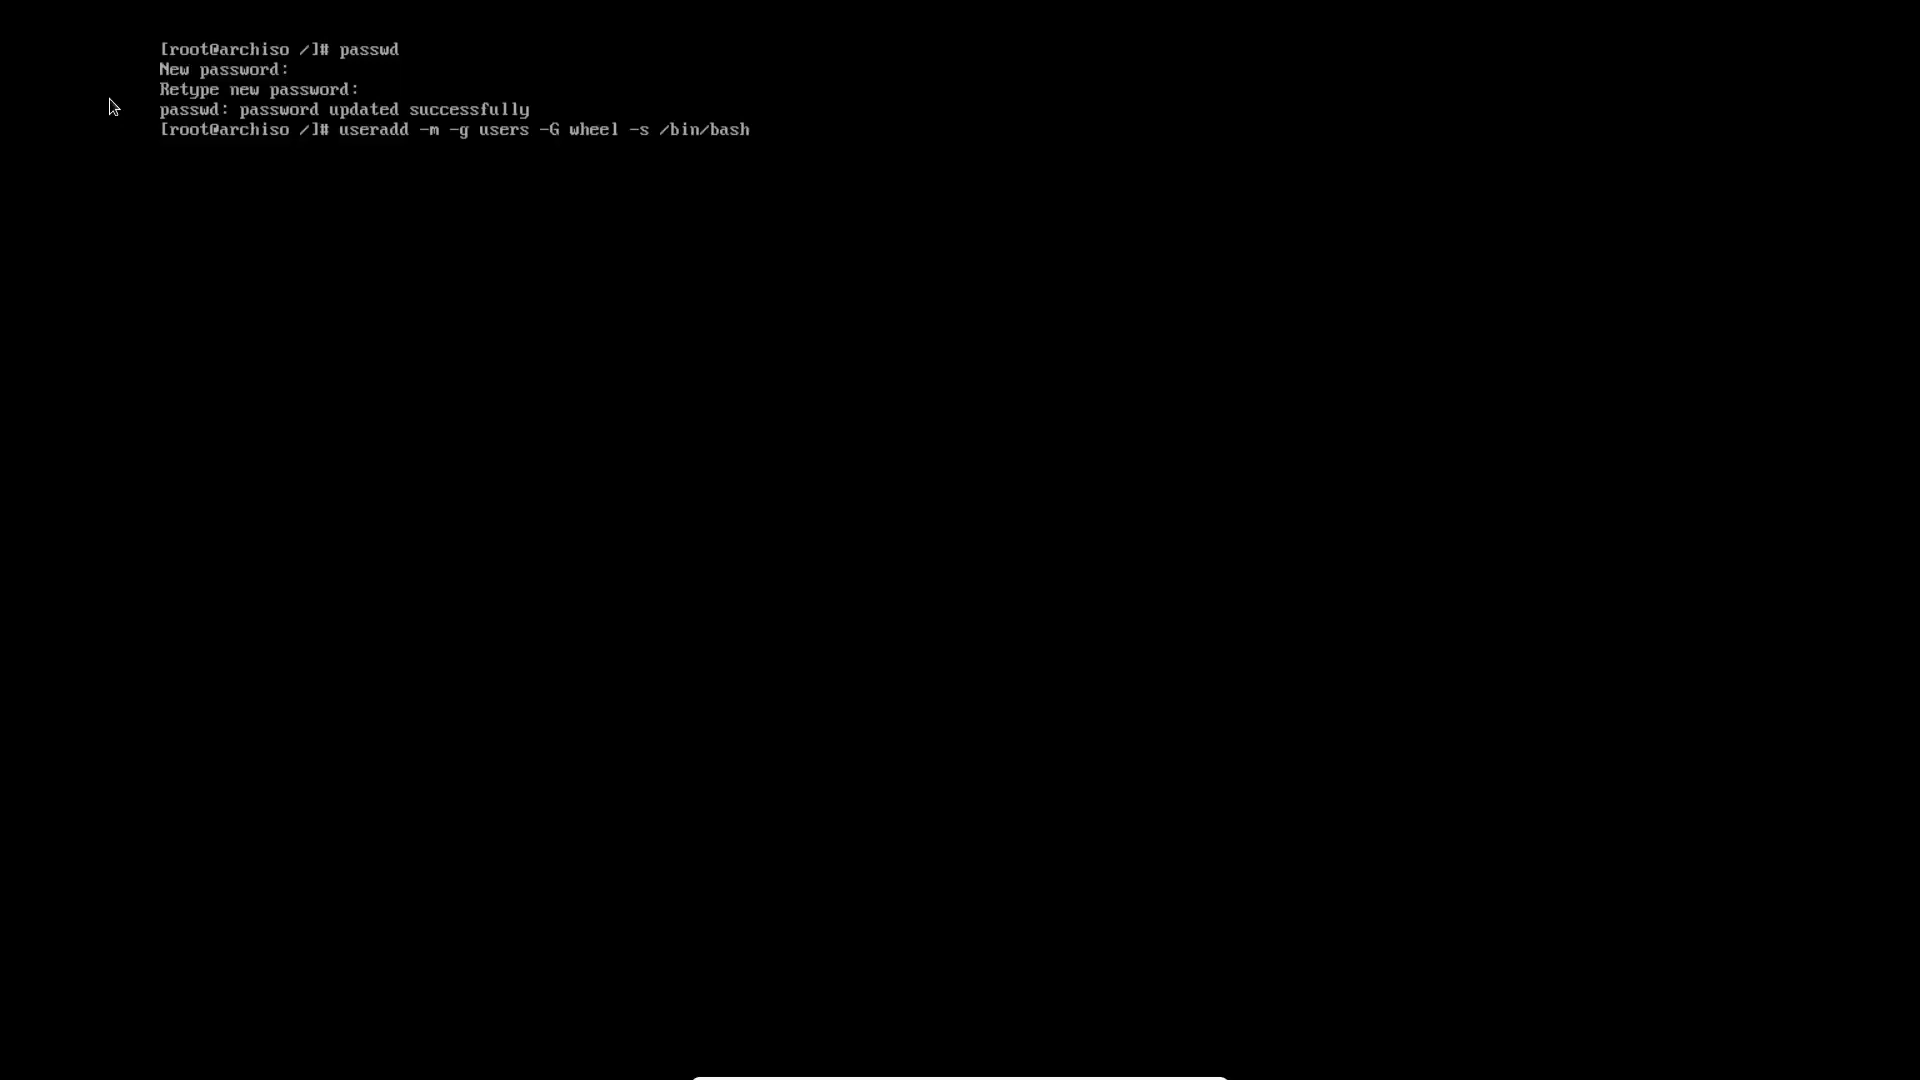 [root@archiso /]# passwd
New password:
Retype new password:
passwd: password updated successfully
[root@archiso /]# useradd -m -g users -G wheel -s /bin/bash